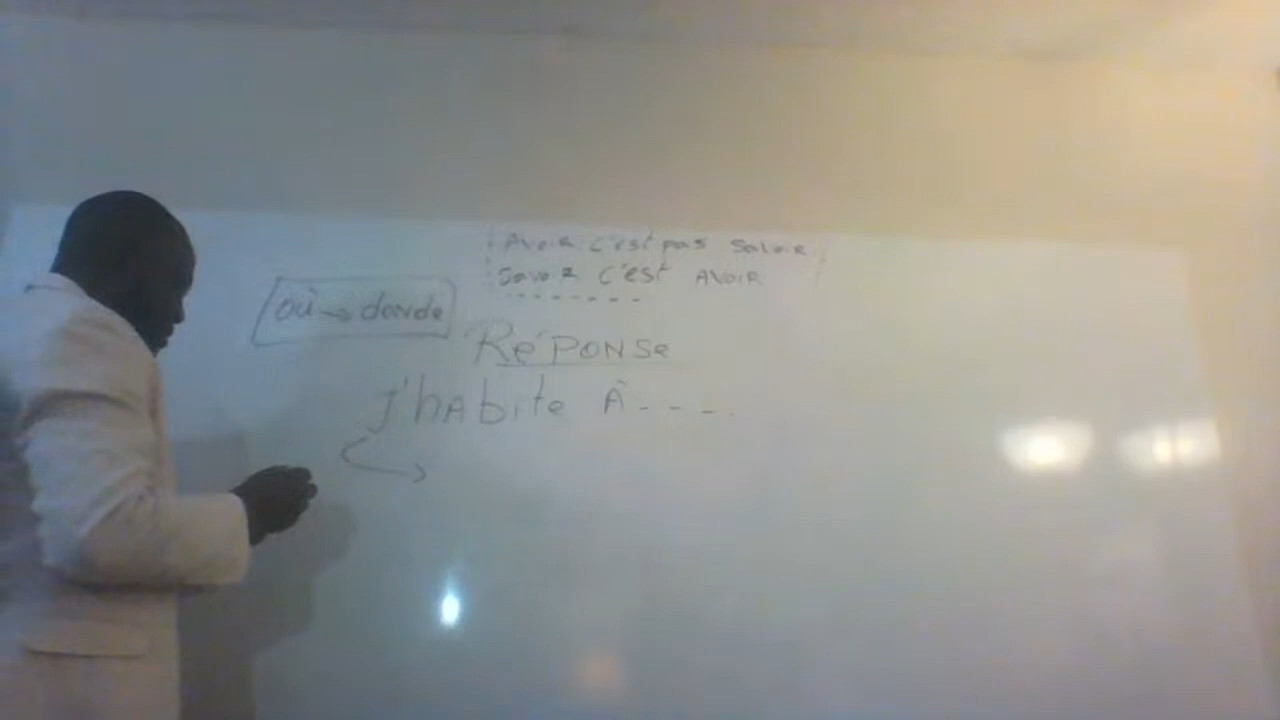 Avoir c'est pas Savoir
Savoir c'est Avoir
où → donde
Réponse
J'habite À - - - .